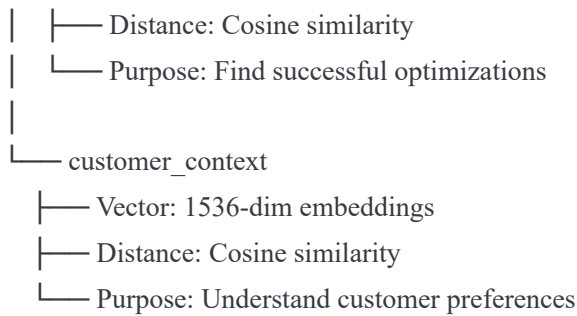 │ ├── Distance: Cosine similarity
│ └── Purpose: Find successful optimizations
│
└── customer_context
├── Vector: 1536-dim embeddings
├── Distance: Cosine similarity
└── Purpose: Understand customer preferences